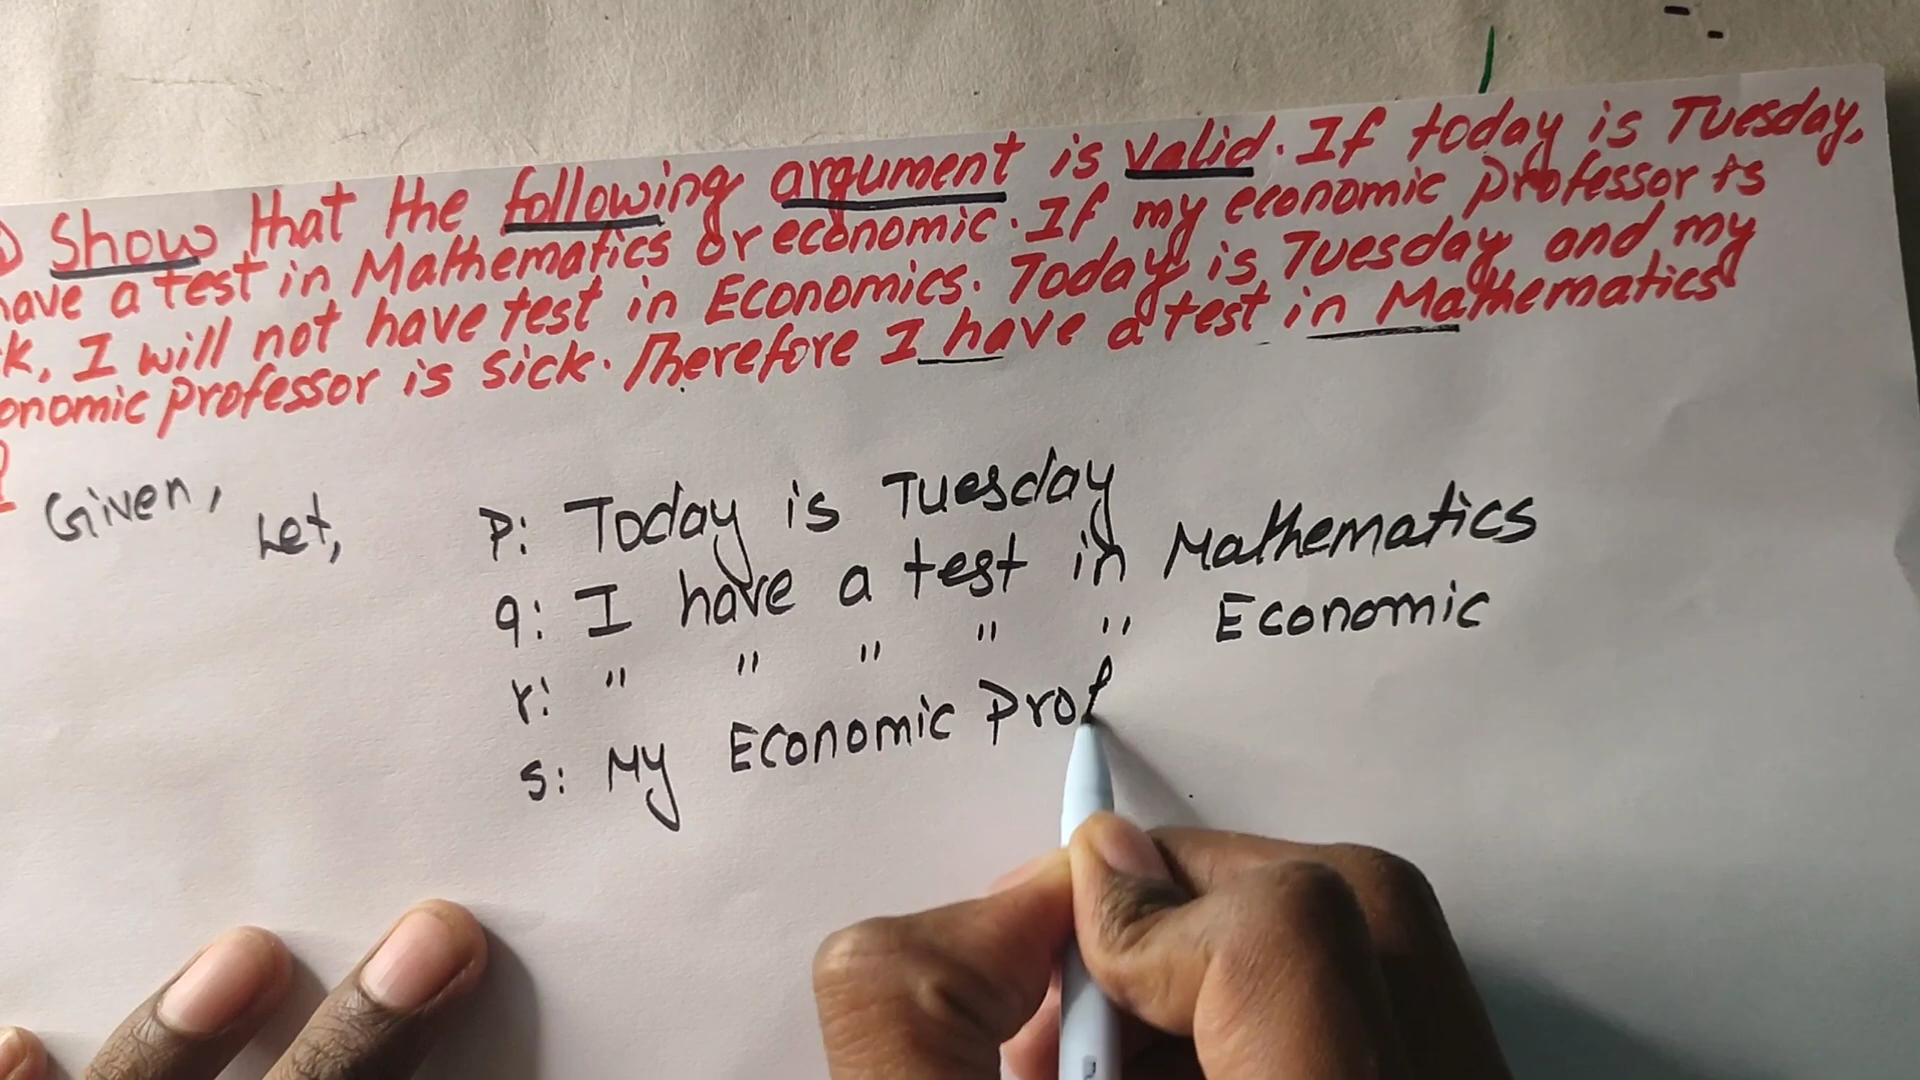 Show that the following argument is valid. If today is Tuesday,
have a test in Mathematics or economic. If my economic professor is
k, I will not have test in Economics. Today is Tuesday and my
onomic professor is sick. Therefore I have a test in Mathematics
Given, Let, P: Today is Tuesday
q: I have a test in Mathematics
r: " " " " " Economic
s: My Economic Prof